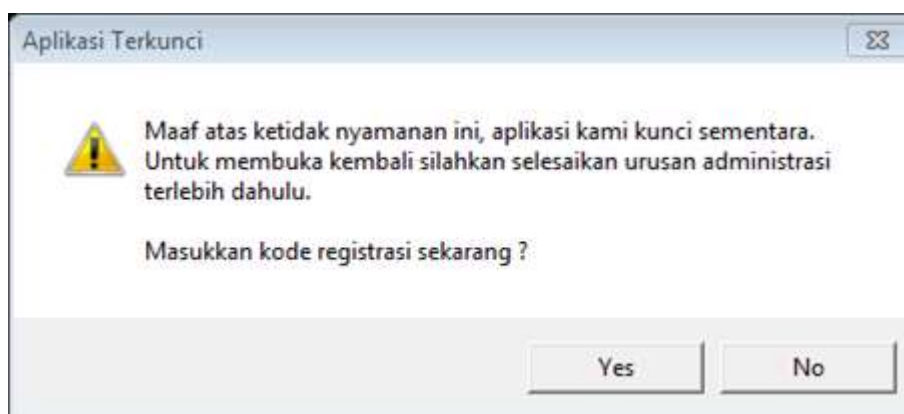 Aplikasi Terkunci
Maaf atas ketidak nyamanan ini, aplikasi kami kunci sementara.
Untuk membuka kembali silahkan selesaikan urusan administrasi
terlebih dahulu.
Masukkan kode registrasi sekarang ?
Yes
No